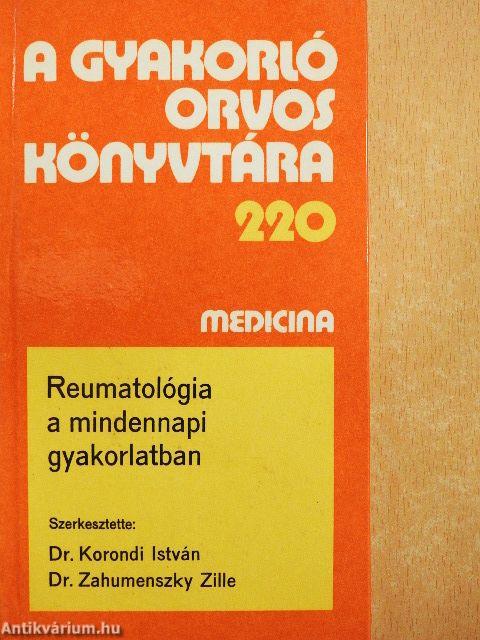 A GYAKORLÓ
ORVOS
KÖNYVTÁRA
220
MEDICINA
Reumatológia
a mindennapi
gyakorlatban
Szerkesztette:
Dr. Korondi István
Dr. Zahumenszky Zille
Antikvárium.hu